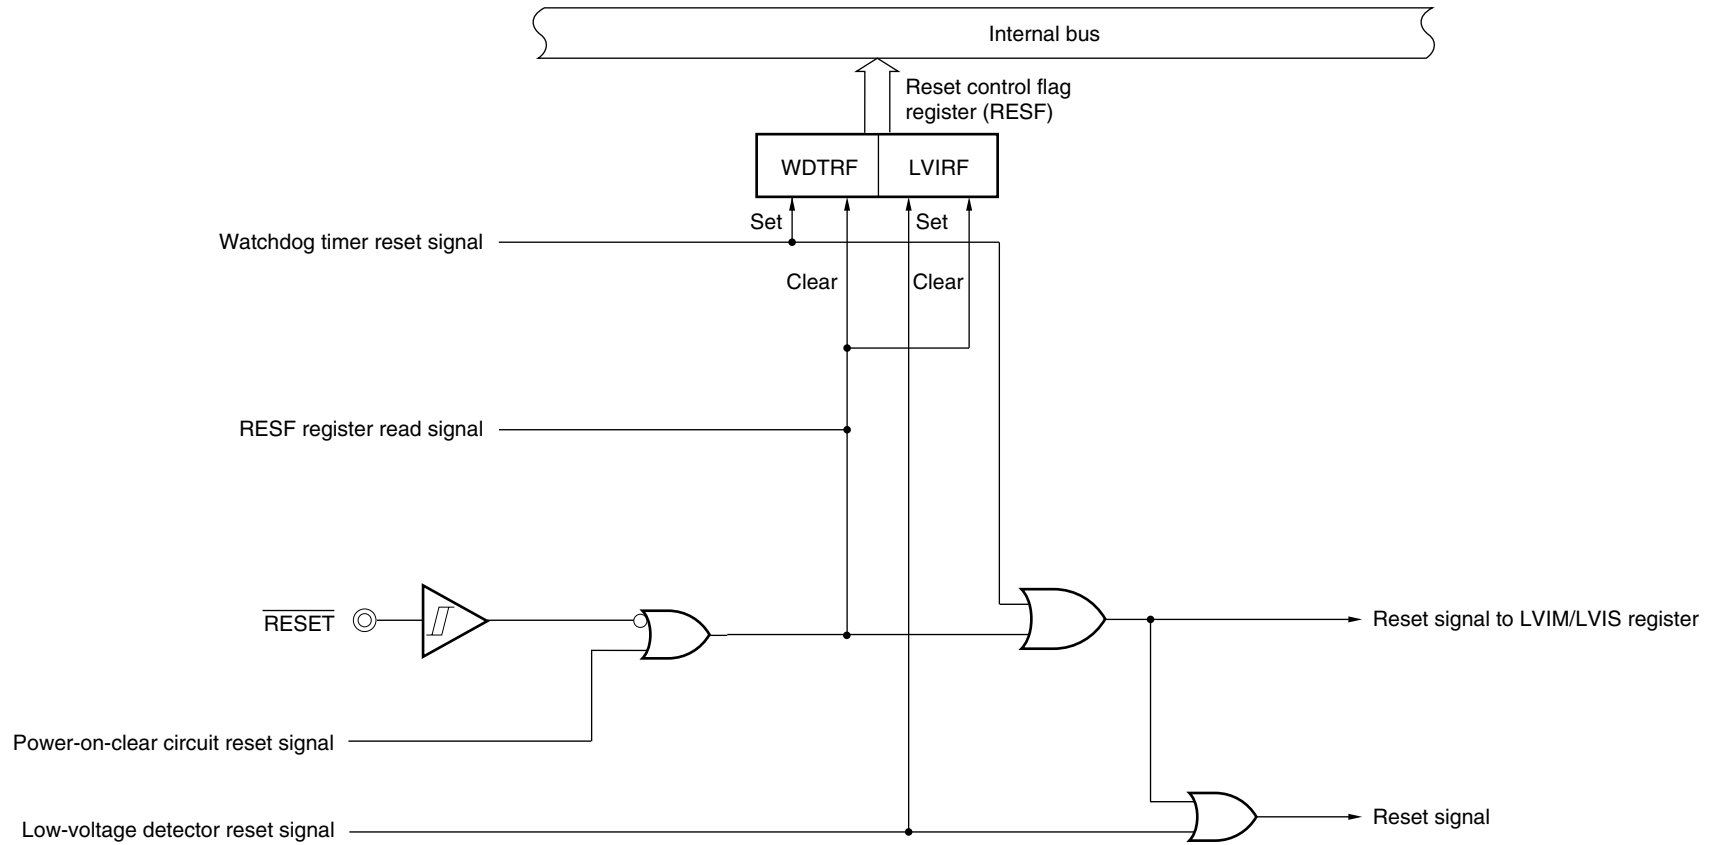 Internal bus
Reset control flag
register (RESF)
WDTRF
LVIRF
Set
Set
Watchdog timer reset signal
Clear
Clear
RESF register read signal
RESET
Reset signal to LVIM/LVIS register
Power-on-clear circuit reset signal
Low-voltage detector reset signal
Reset signal